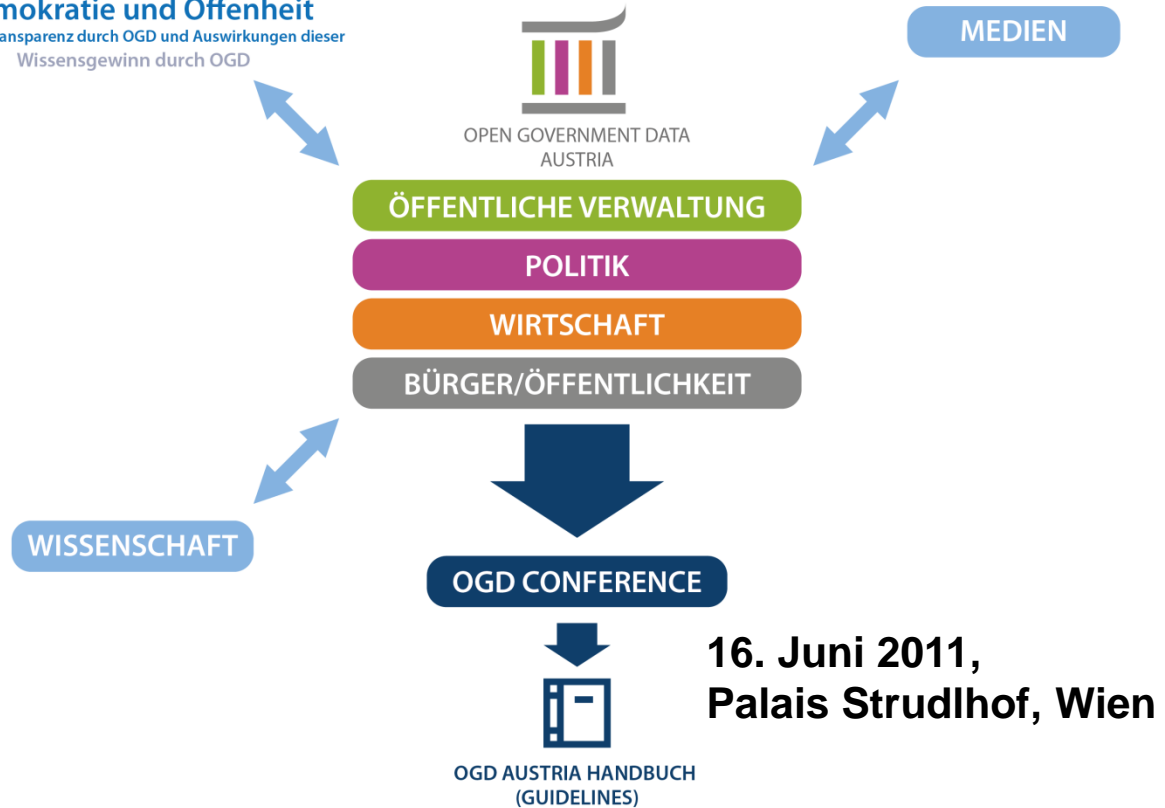 mokratie und Offenheit
ansparenz durch OGD und Auswirkungen dieser
Wissensgewinn durch OGD
OPEN GOVERNMENT DATA
AUSTRIA
MEDIEN
ÖFFENTLICHE VERWALTUNG
POLITIK
WIRTSCHAFT
BÜRGER/ÖFFENTLICHKEIT
WISSENSCHAFT
OGD CONFERENCE
16. Juni 2011,
Palais Strudlhof, Wien
OGD AUSTRIA HANDBUCH
(GUIDELINES)